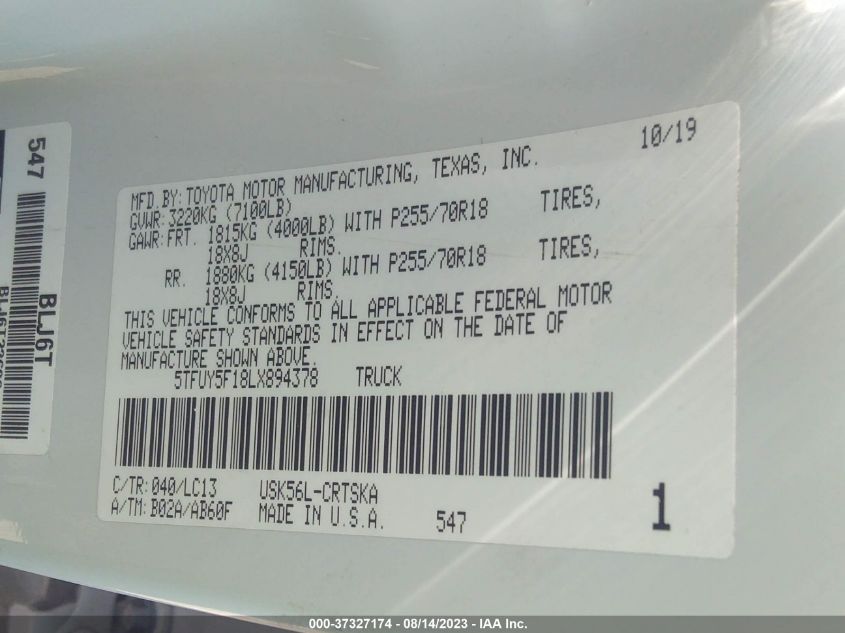 MFD.BY:TOYOTA MOTOR MANUFACTURING, TEXAS, INC. 10/19
GVWR:3220KG (7100LB)
GAWR:FRT. 1815KG (4000LB) WITH P255/70R18 TIRES,
18X8J RIMS.
RR. 1880KG (4150LB) WITH P255/70R18 TIRES,
18X8J RIMS.
THIS VEHICLE CONFORMS TO ALL APPLICABLE FEDERAL MOTOR
VEHICLE SAFETY STANDARDS IN EFFECT ON THE DATE OF
MANUFACTURE SHOWN ABOVE.
5TFUY5F18LX894378 TRUCK
C/TR:040/LC13 USK56L-CRTSKA
A/TM:B02A/AB60F MADE IN U.S.A. 547 1
547
BLJ6T
000-37327174 - 08/14/2023 - IAA Inc.